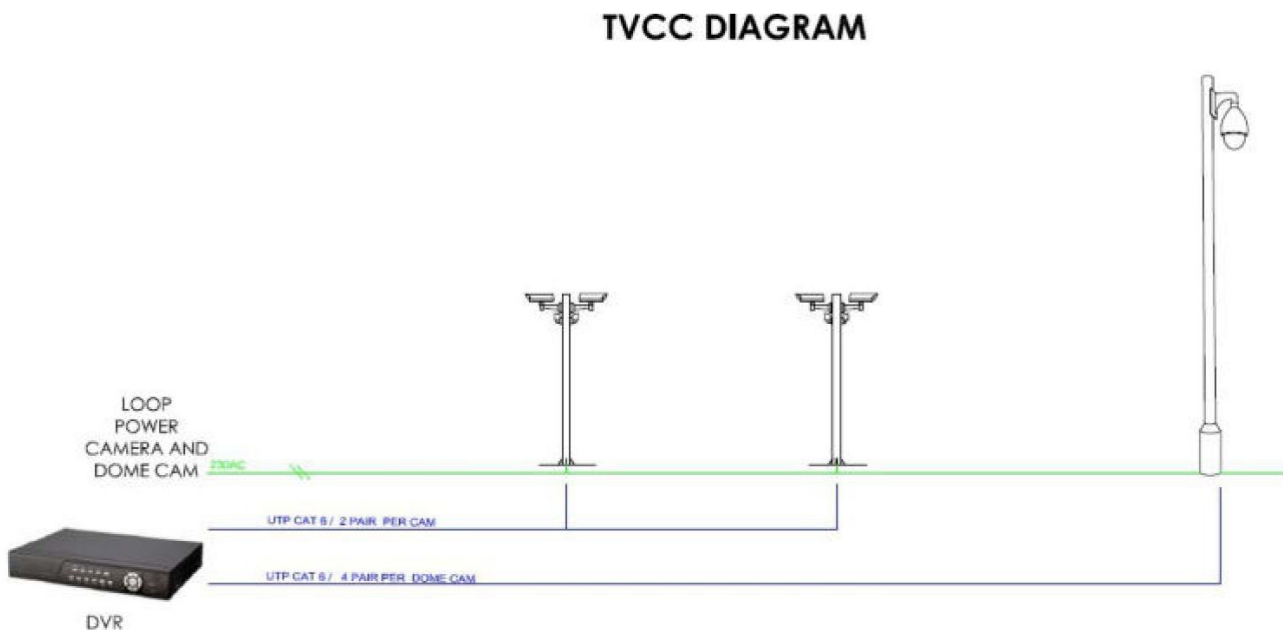 TVCC DIAGRAM
LOOP
POWER
CAMERA AND
DOME CAM
230AC
UTP CAT 6 / 2 PAIR PER CAM
UTP CAT 6 / 4 PAIR PER DOME CAM
DVR